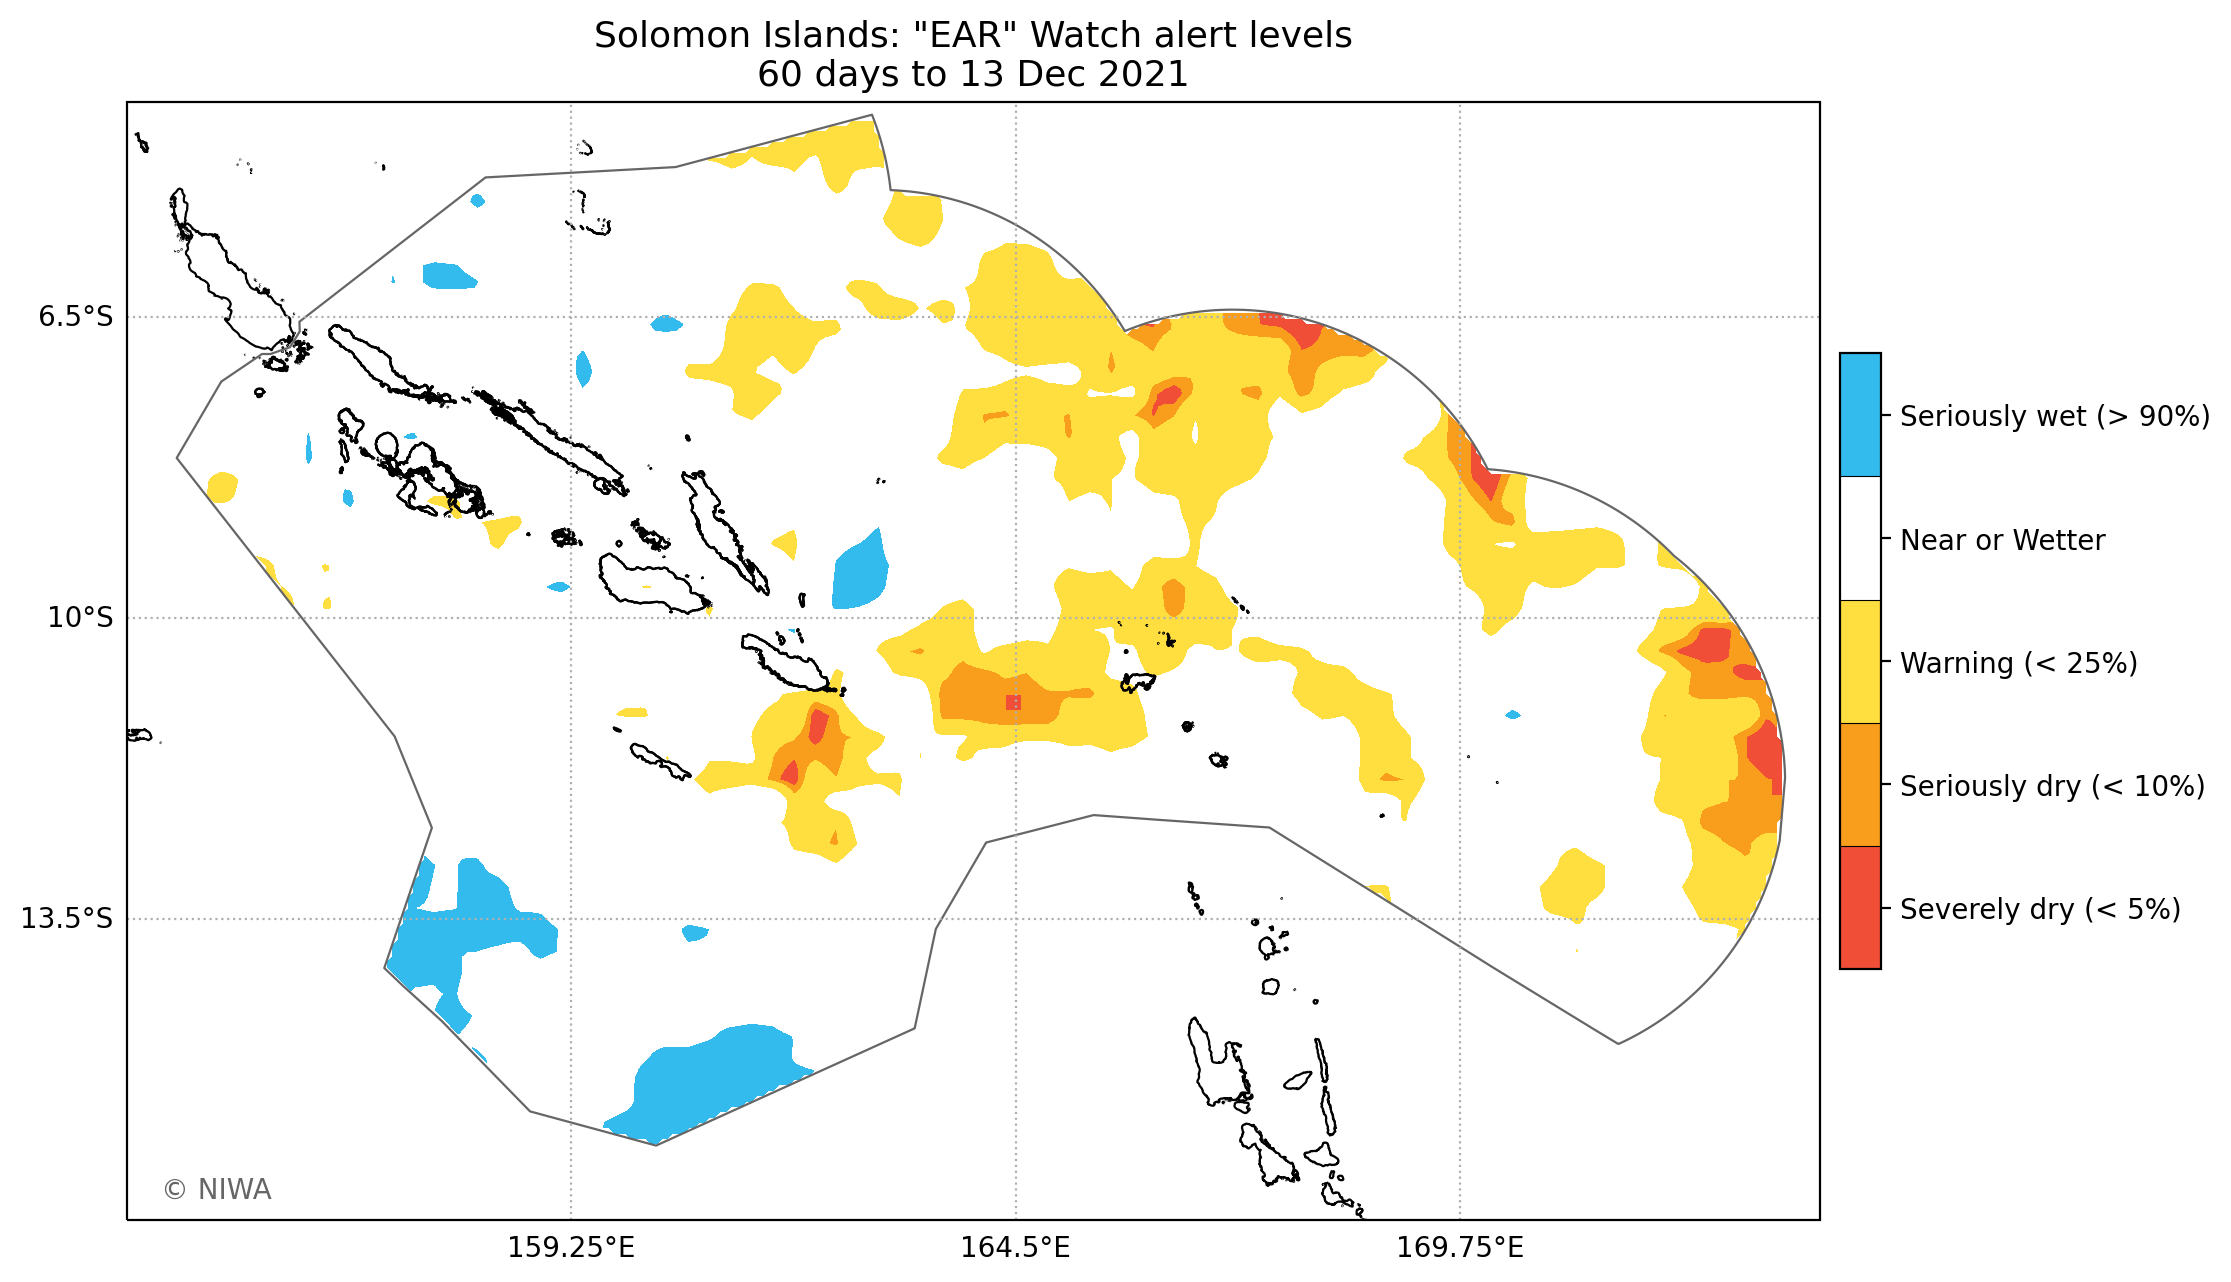 Solomon Islands: "EAR" Watch alert levels
60 days to 13 Dec 2021
6.5°S
10°S
13.5°S
159.25°E
164.5°E
169.75°E
Seriously wet (> 90%)
Near or Wetter
Warning (< 25%)
Seriously dry (< 10%)
Severely dry (< 5%)
© NIWA